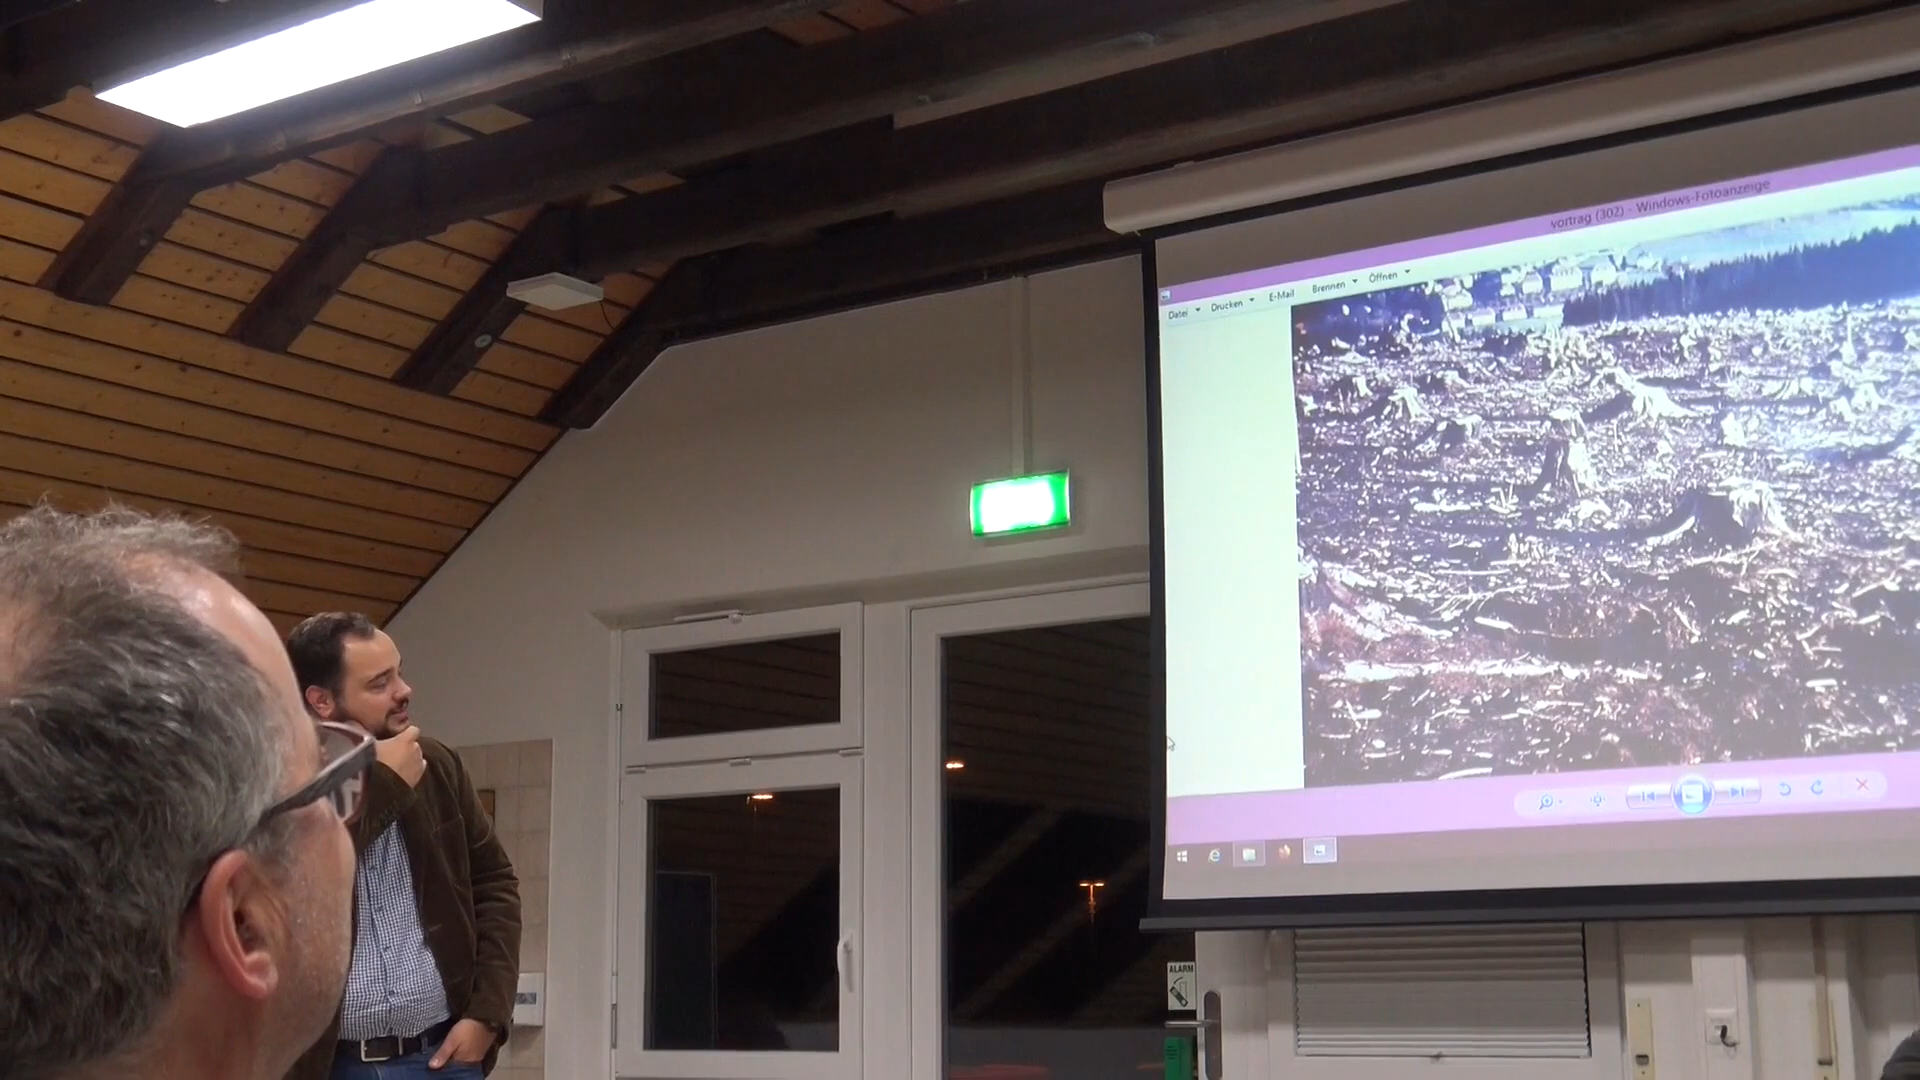 vortrag (302) - Windows-Fotoanzeige
Datei Drucken E-Mail Brennen Öffnen
ALARM